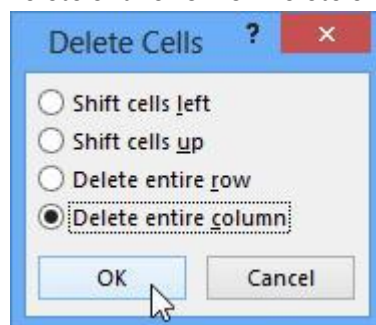 Delete Cells ? ×
Shift cells left
Shift cells up
Delete entire row
Delete entire column
OK Cancel